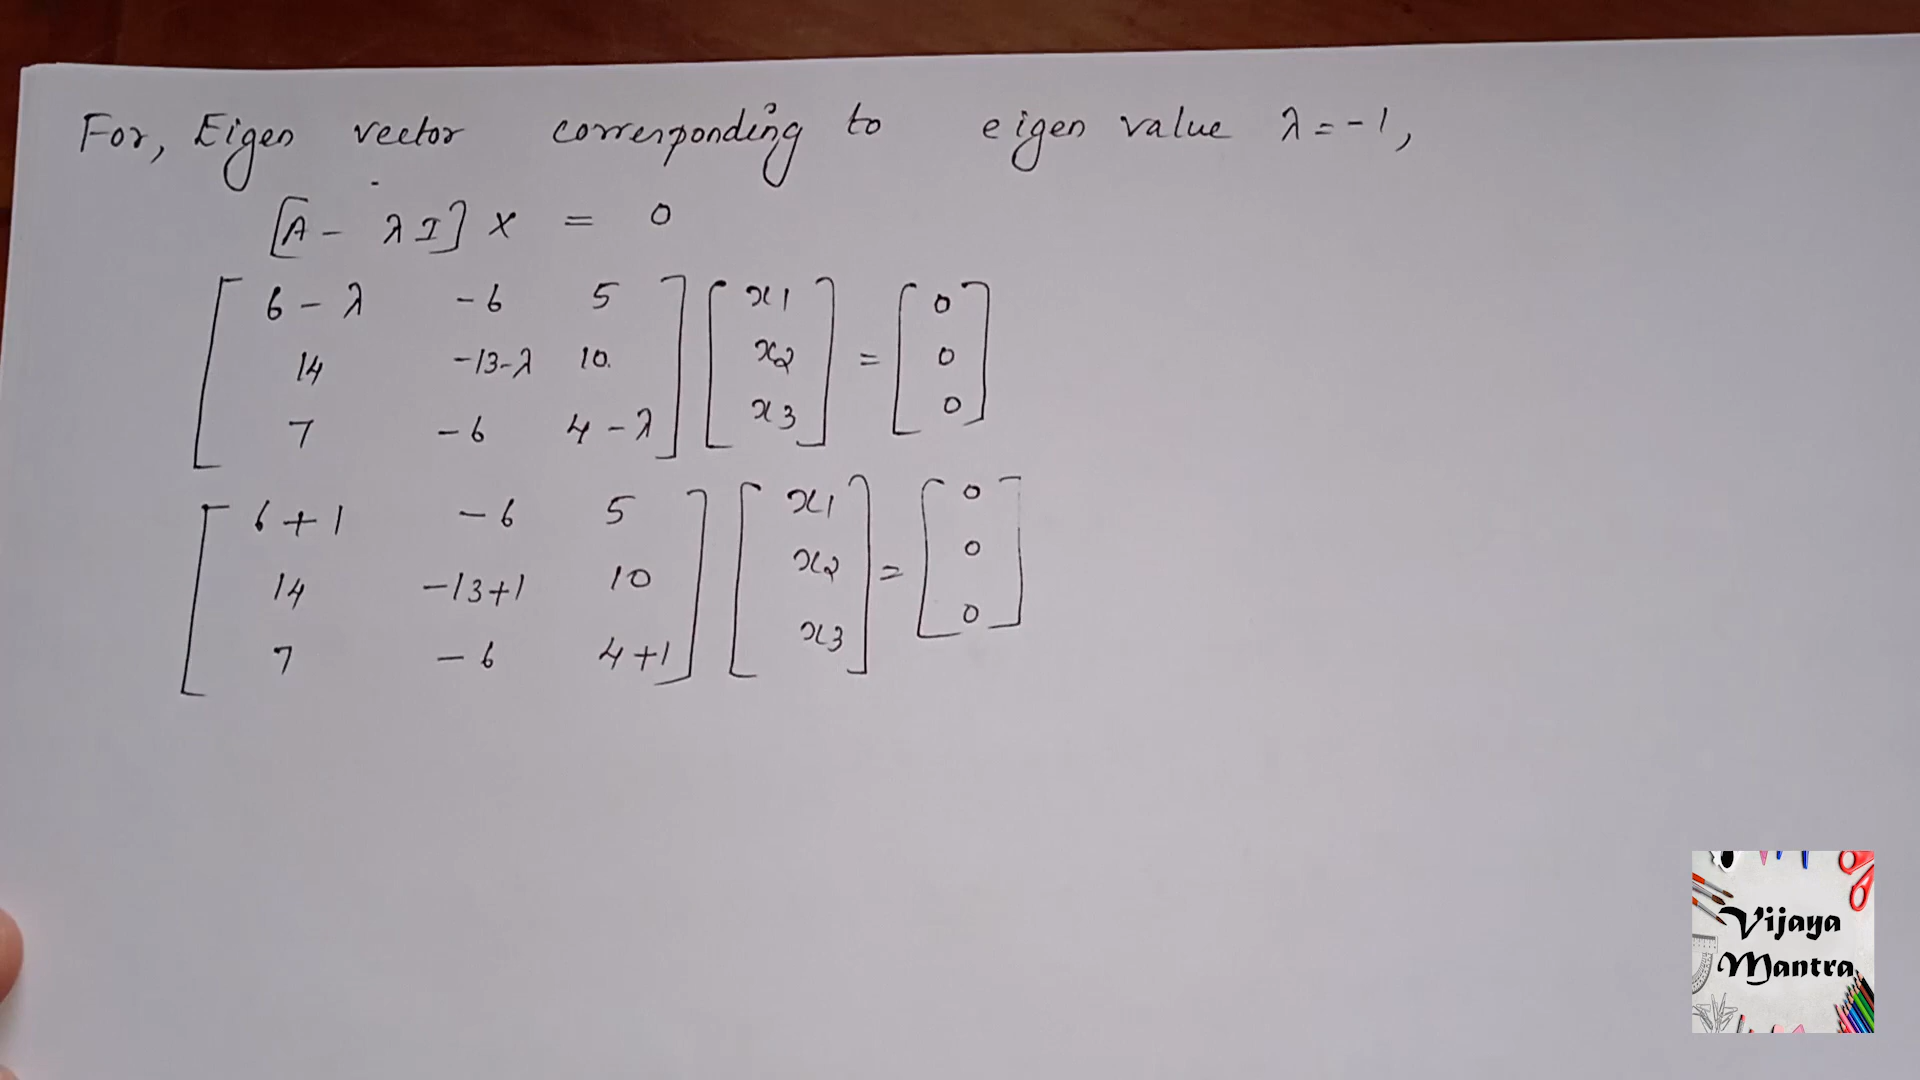 For, Eigen vector corresponding to eigen value λ=-1,
[A - λI] X = 0
[6-λ -6 5] [x1] [0]
[14 -13-λ 10] [x2] = [0]
[7 -6 4-λ] [x3] [0]
[6+1 -6 5] [x1] [0]
[14 -13+1 10] [x2] = [0]
[7 -6 4+1] [x3] [0]
Vijaya
Mantra